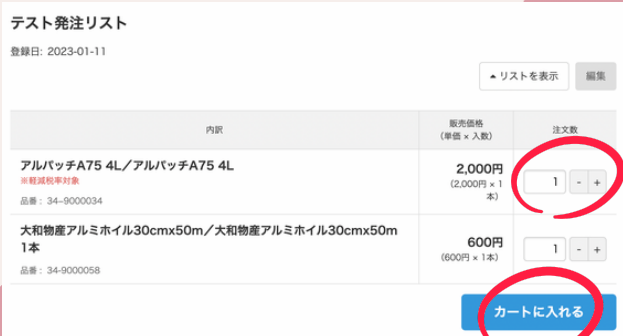 テスト発注リスト
登録日: 2023-01-11
リストを表示
編集
内訳
販売価格
（単価 × 入数）
注文数
アルパッチA75 4L／アルパッチA75 4L
※軽減税率対象
品番 : 34-9000034
2,000円
（2,000円 × 1
本）
1
-
+
大和物産アルミホイル30cmx50m／大和物産アルミホイル30cmx50m
1本
品番 : 34-9000058
600円
（600円 × 1本）
1
-
+
カートに入れる